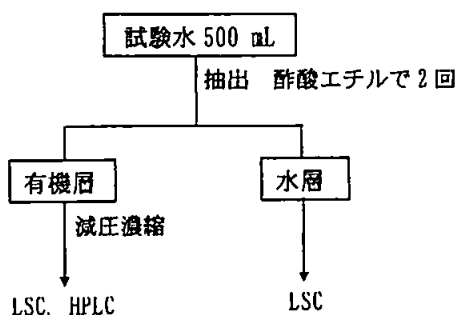 試験水 500 mL
抽出 酢酸エチルで2回
有機層
水層
減圧濃縮
LSC, HPLC
LSC